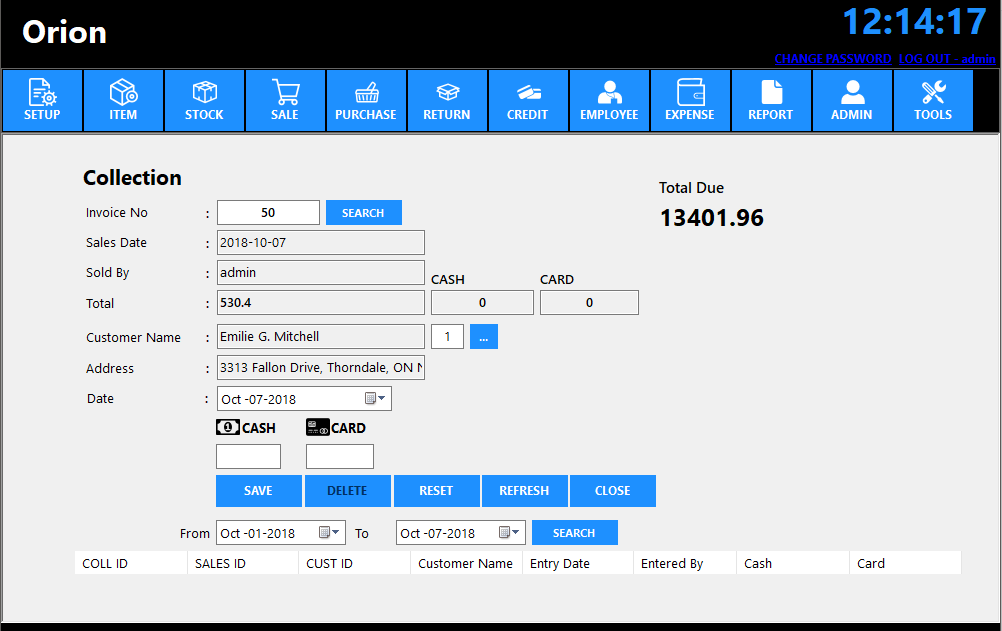 Orion
12:14:17
CHANGE PASSWORD LOG OUT - admin
SETUP ITEM STOCK SALE PURCHASE RETURN CREDIT EMPLOYEE EXPENSE REPORT ADMIN TOOLS
Collection
Total Due
13401.96
Invoice No : 50 SEARCH
Sales Date : 2018-10-07
Sold By : admin
CASH CARD
Total : 530.4 0 0
Customer Name : Emilie G. Mitchell 1 ...
Address : 3313 Fallon Drive, Thorndale, ON
Date : Oct -07-2018
CASH CARD
SAVE DELETE RESET REFRESH CLOSE
From Oct -01-2018 To Oct -07-2018 SEARCH
COLL ID SALES ID CUST ID Customer Name Entry Date Entered By Cash Card